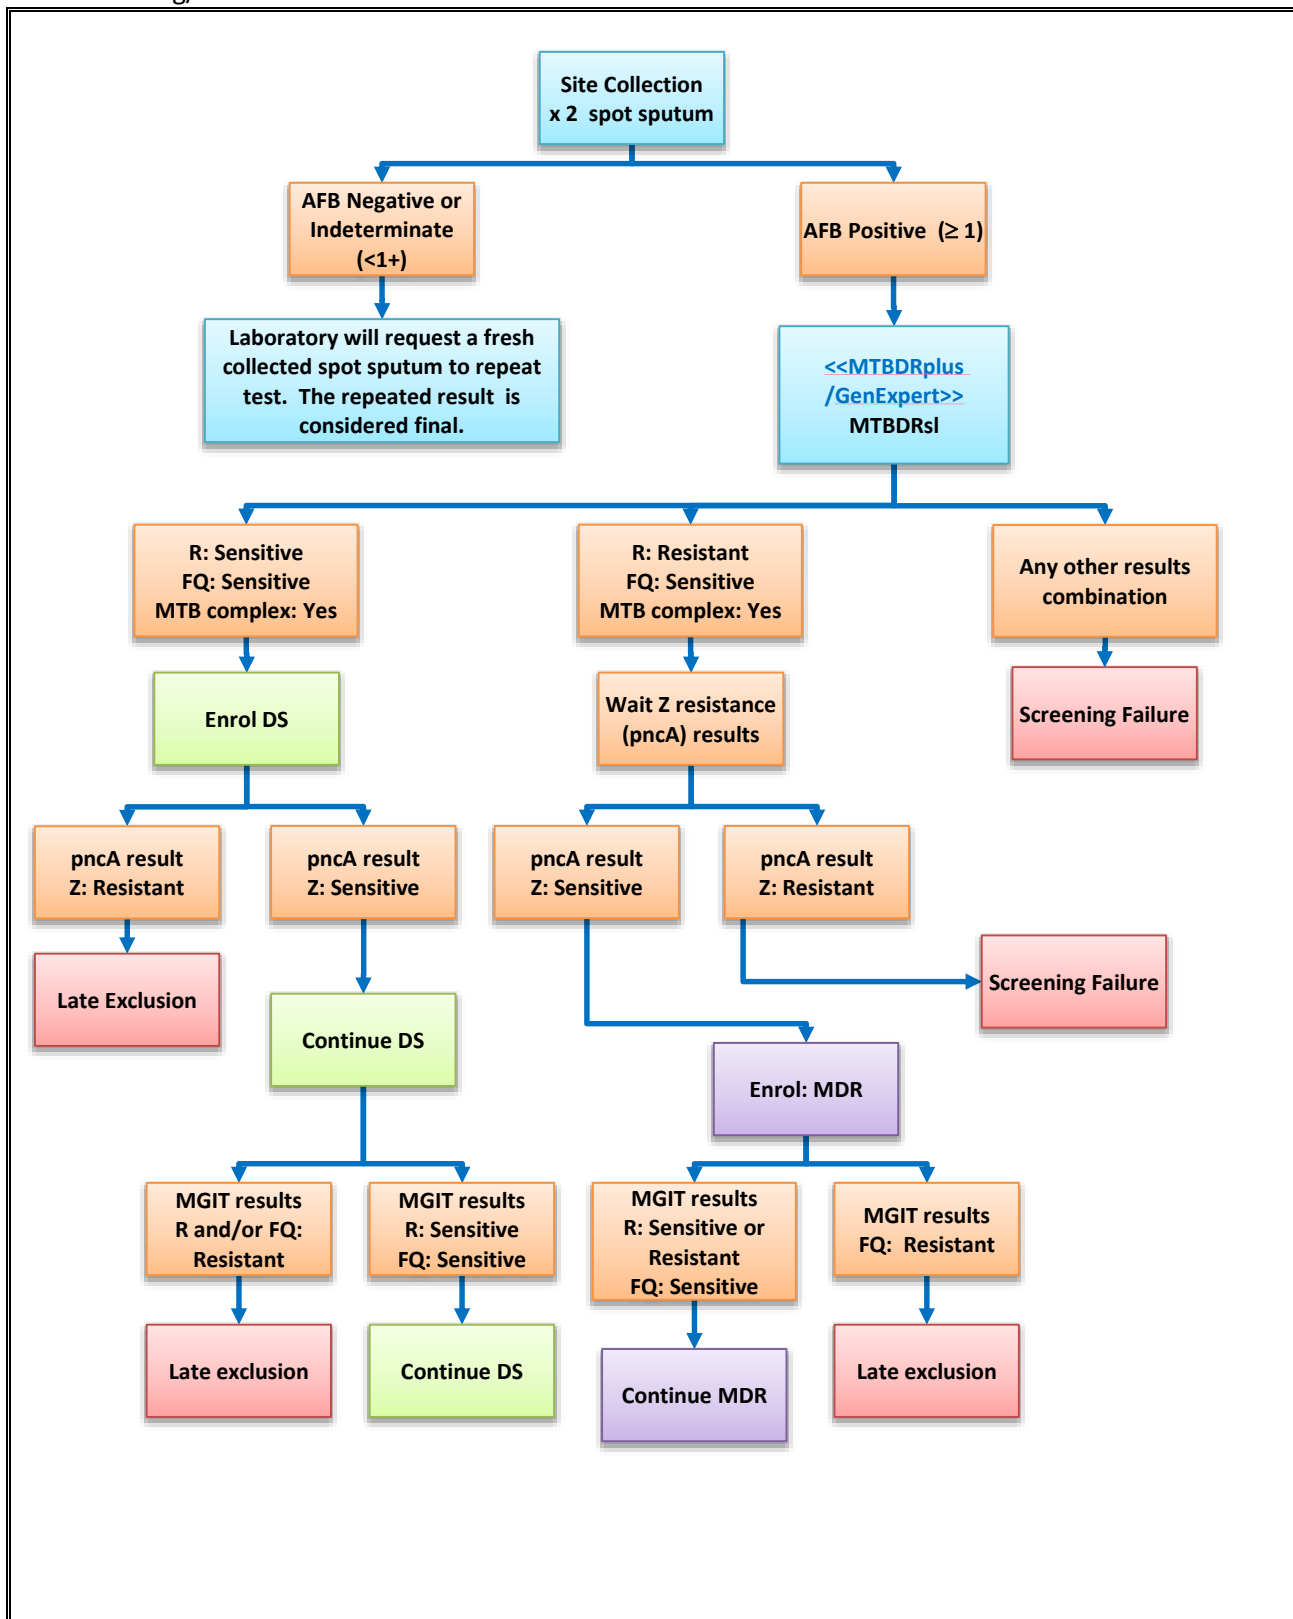 Site Collection
x 2 spot sputum
AFB Negative or
Indeterminate
(<1+)
AFB Positive (≥ 1)
Laboratory will request a fresh
collected spot sputum to repeat
test. The repeated result is
considered final.
<<MTBDRplus
/GenExpert>>
MTBDRsl
R: Sensitive
FQ: Sensitive
MTB complex: Yes
R: Resistant
FQ: Sensitive
MTB complex: Yes
Any other results
combination
Enrol DS
Wait Z resistance
(pncA) results
Screening Failure
pncA result
Z: Resistant
pncA result
Z: Sensitive
pncA result
Z: Sensitive
pncA result
Z: Resistant
Late Exclusion
Continue DS
Screening Failure
Enrol: MDR
MGIT results
R and/or FQ:
Resistant
MGIT results
R: Sensitive
FQ: Sensitive
MGIT results
R: Sensitive or
Resistant
FQ: Sensitive
MGIT results
FQ: Resistant
Late exclusion
Continue DS
Continue MDR
Late exclusion